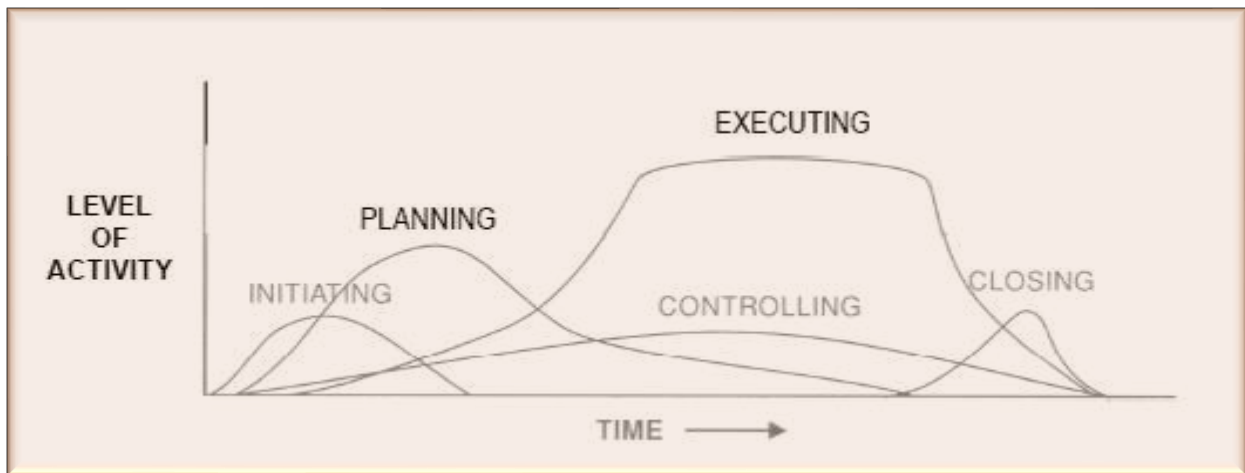 EXECUTING
LEVEL
OF
ACTIVITY
PLANNING
INITIATING
CONTROLLING
CLOSING
TIME